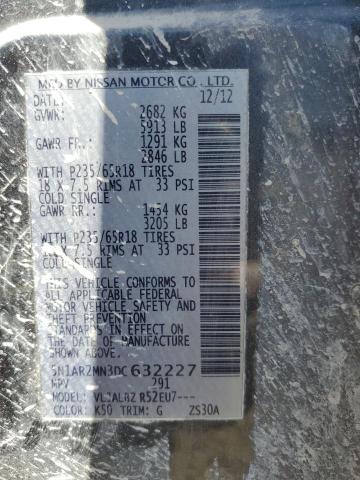 MFD BY NISSAN MOTOR CO., LTD.
DATE: 12/12
GVWR: 2682 KG
5913 LB
GAWR FR.: 1291 KG
2846 LB
WITH P235/65R18 TIRES
18 X 7.5 RIMS AT 33 PSI
COLD SINGLE
GAWR RR.: 1454 KG
3205 LB
WITH P235/65R18 TIRES
X 7.5 RIMS AT 33 PSI
COLD SINGLE
THIS VEHICLE CONFORMS TO
ALL APPLICABLE FEDERAL
MOTOR VEHICLE SAFETY AND
THEFT PREVENTION
STANDARDS IN EFFECT ON
THE DATE OF MANUFACTURE
5N1AR2MN3DC632227
MPV 291
MODEL: R52EU7---
COLOR: K50 TRIM: G ZS30A